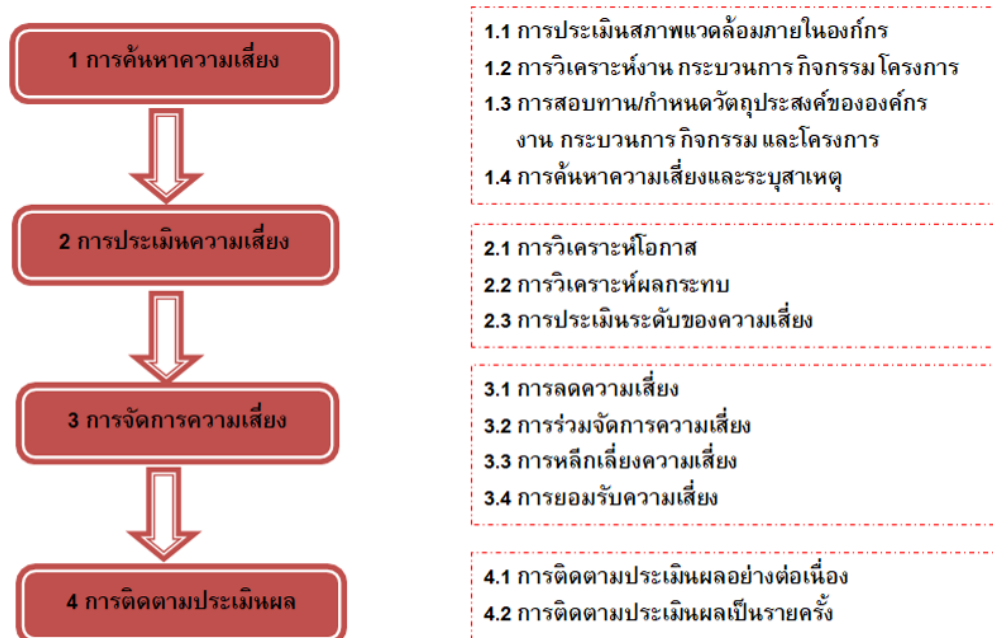 1 การค้นหาความเสี่ยง
1.1 การประเมินสภาพแวดล้อมภายในองก์กร
1.2 การวิเคราะห์งาน กระบวนการ กิจกรรม โครงการ
1.3 การสอบทาน/กำหนดวัตถุประสงค์ขององค์กร
งาน กระบวนการ กิจกรรม และโครงการ
1.4 การค้นหาความเสี่ยงและระบุสาเหตุ
2 การประเมินความเสี่ยง
2.1 การวิเคราะห์โอกาส
2.2 การวิเคราะห์ผลกระทบ
2.3 การประเมินระดับของความเสี่ยง
3 การจัดการความเสี่ยง
3.1 การลดความเสี่ยง
3.2 การร่วมจัดการความเสี่ยง
3.3 การหลีกเลี่ยงความเสี่ยง
3.4 การยอมรับความเสี่ยง
4 การติดตามประเมินผล
4.1 การติดตามประเมินผลอย่างต่อเนื่อง
4.2 การติดตามประเมินผลเป็นรายครั้ง